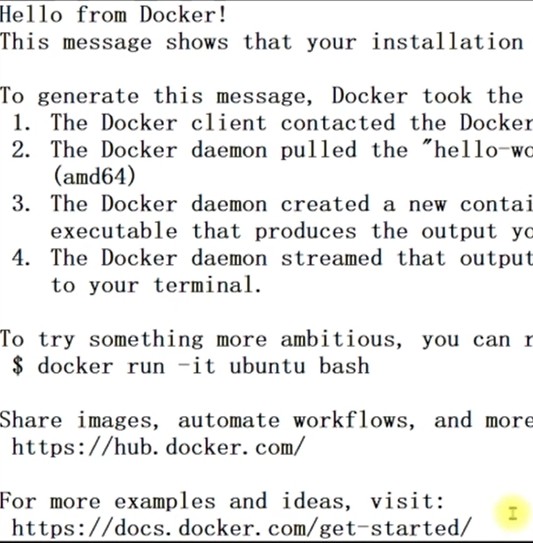 Hello from Docker!
This message shows that your installation
To generate this message, Docker took the
1. The Docker client contacted the Docker
2. The Docker daemon pulled the "hello-wo
(amd64)
3. The Docker daemon created a new contai
executable that produces the output yo
4. The Docker daemon streamed that output
to your terminal.
To try something more ambitious, you can r
$ docker run -it ubuntu bash
Share images, automate workflows, and more
https://hub.docker.com/
For more examples and ideas, visit:
https://docs.docker.com/get-started/